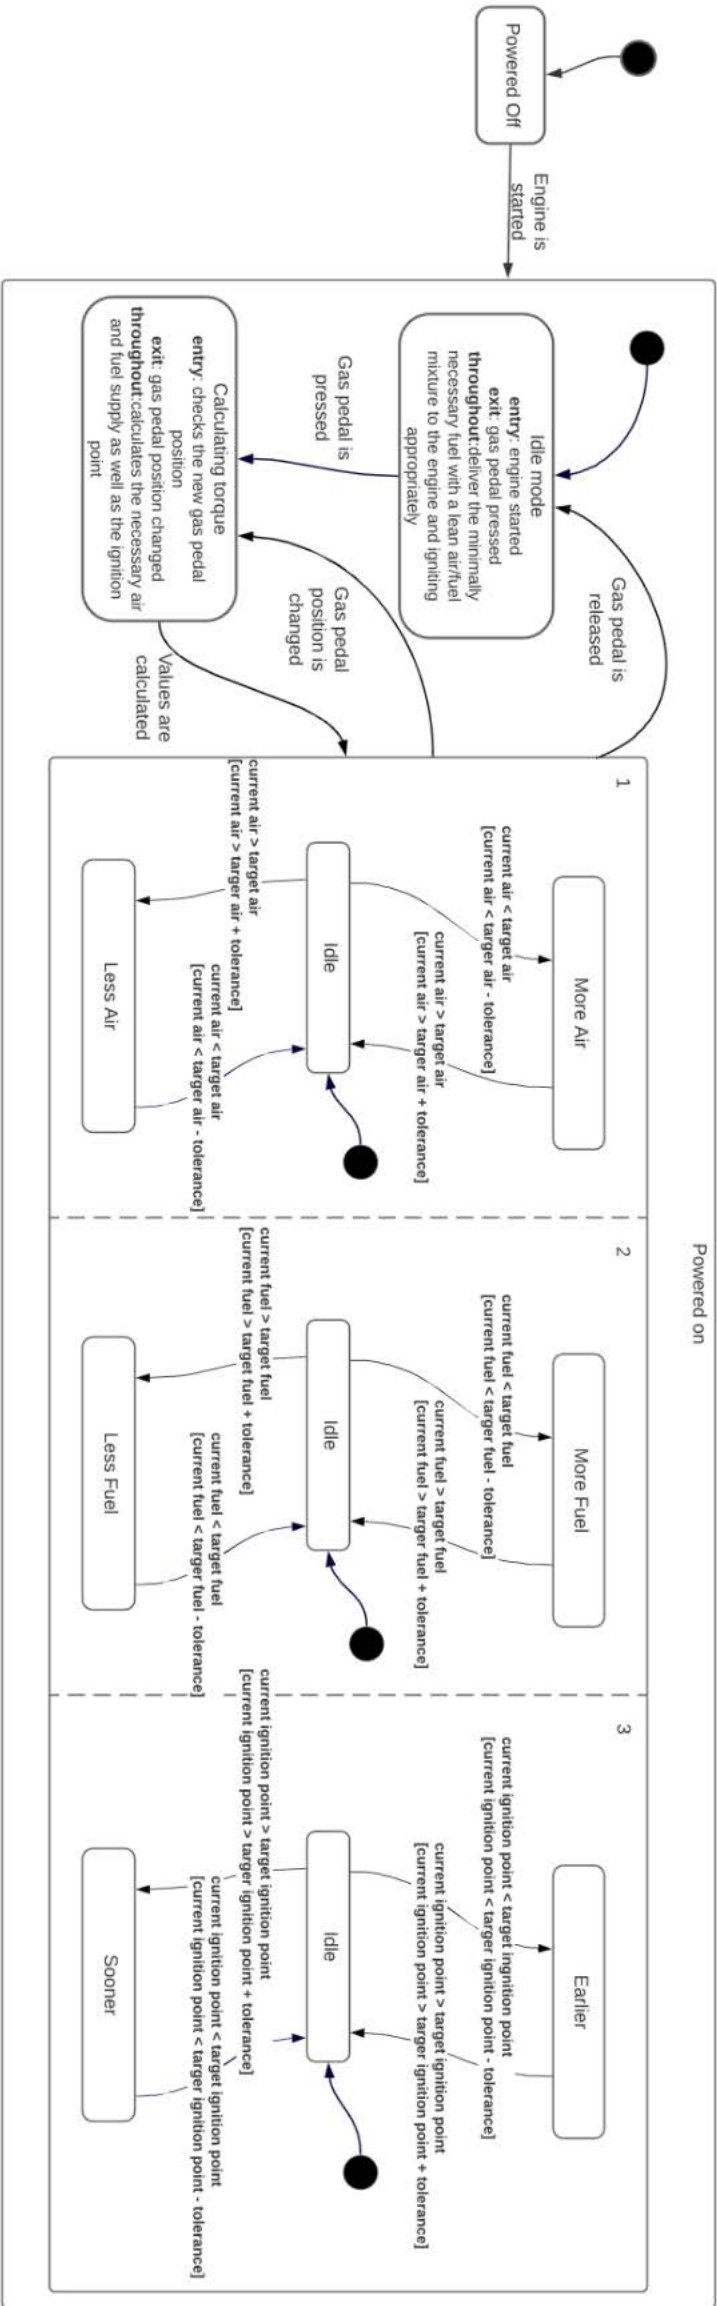 Powered on
Powered Off
Engine is
started
Idle mode
entry: engine started
exit: gas pedal pressed
throughout:deliver the minimally
necessary fuel with a lean air/fuel
mixture to the engine and igniting
appropriately
Gas pedal is
released
Gas pedal is
pressed
Gas pedal
position is
changed
Calculating torque
entry: checks the new gas pedal
position
exit: gas pedal position changed
throughout:calculates the necessary air
and fuel supply as well as the ignition
point
Values are
calculated
1
More Air
current air < target air
[current air < targer air - tolerance]
current air > target air
[current air > targer air + tolerance]
Idle
current air > target air
[current air > targer air + tolerance]
current air < target air
[current air < targer air - tolerance]
Less Air
2
More Fuel
current fuel < target fuel
[current fuel < targer fuel - tolerance]
current fuel > target fuel
[current fuel > targer fuel + tolerance]
Idle
current fuel > target fuel
[current fuel > target fuel + tolerance]
current fuel < target fuel
[current fuel < targer fuel - tolerance]
Less Fuel
3
Earlier
current ignition point < target ingnition point
[current ignition point < targer ignition point - tolerance]
current ignition point > target ignition point
[current ignition point > targer ignition point + tolerance]
Idle
current ignition point > target ignition point
[current ignition point > targer ignition point + tolerance]
current ignition point < target ignition point
[current ignition point < targer ignition point - tolerance]
Sooner